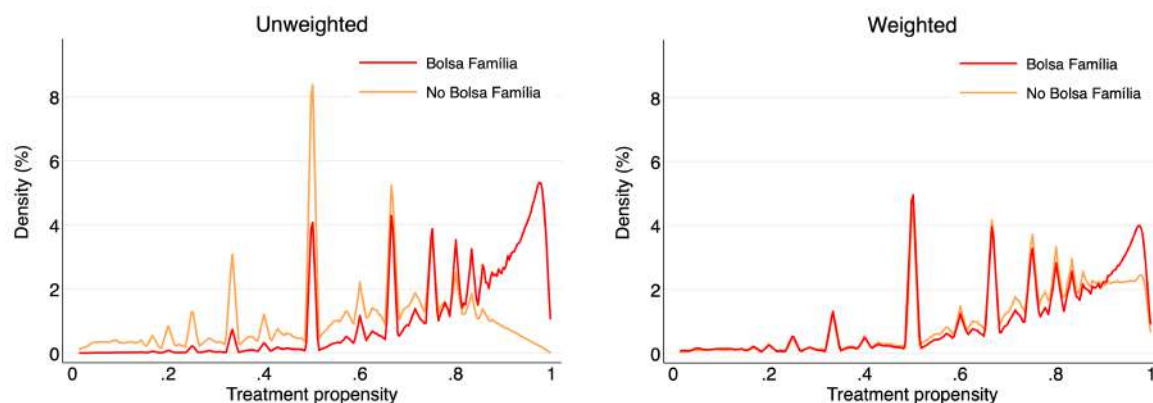 Unweighted
Bolsa Família
No Bolsa Família
Density (%)
8
6
4
2
0
0 .2 .4 .6 .8 1
Treatment propensity
Weighted
Bolsa Família
No Bolsa Família
Density (%)
8
6
4
2
0
0 .2 .4 .6 .8 1
Treatment propensity